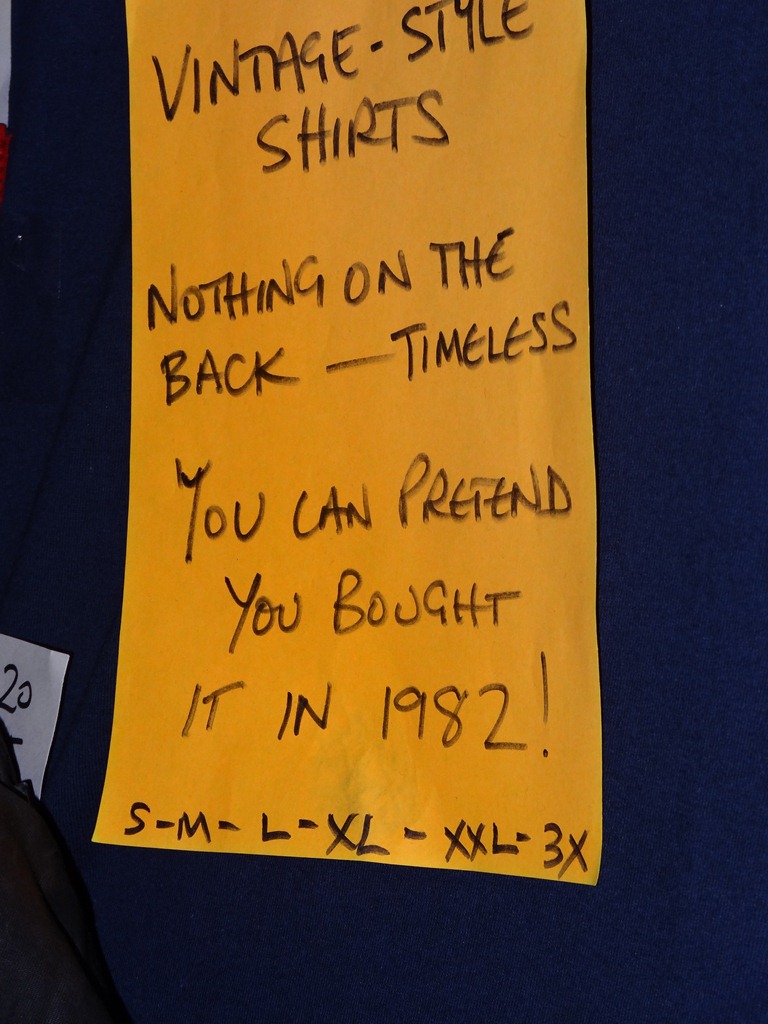 VINTAGE-STYLE
SHIRTS
NOTHING ON THE
BACK — TIMELESS
YOU CAN PRETEND
YOU BOUGHT
IT IN 1982!
S-M-L-XL-XXL-3X
20